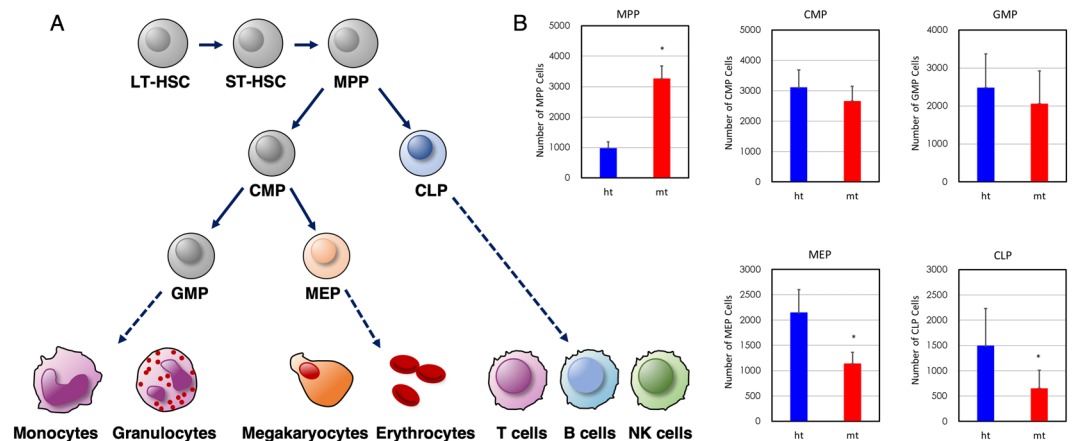 A
LT-HSC
ST-HSC
MPP
CMP
CLP
GMP
MEP
Monocytes
Granulocytes
Megakaryocytes
Erythrocytes
T cells
B cells
NK cells
B
MPP
Number of MPP Cells
5000
4000
3000
2000
1000
0
*
ht
mt
CMP
Number of CMP Cells
5000
4000
3000
2000
1000
0
ht
mt
GMP
Number of GMP Cells
4000
3000
2000
1000
0
ht
mt
MEP
Number of MEP Cells
3000
2500
2000
1500
1000
500
0
*
ht
mt
CLP
Number of CLP Cells
3000
2500
2000
1500
1000
500
0
*
ht
mt